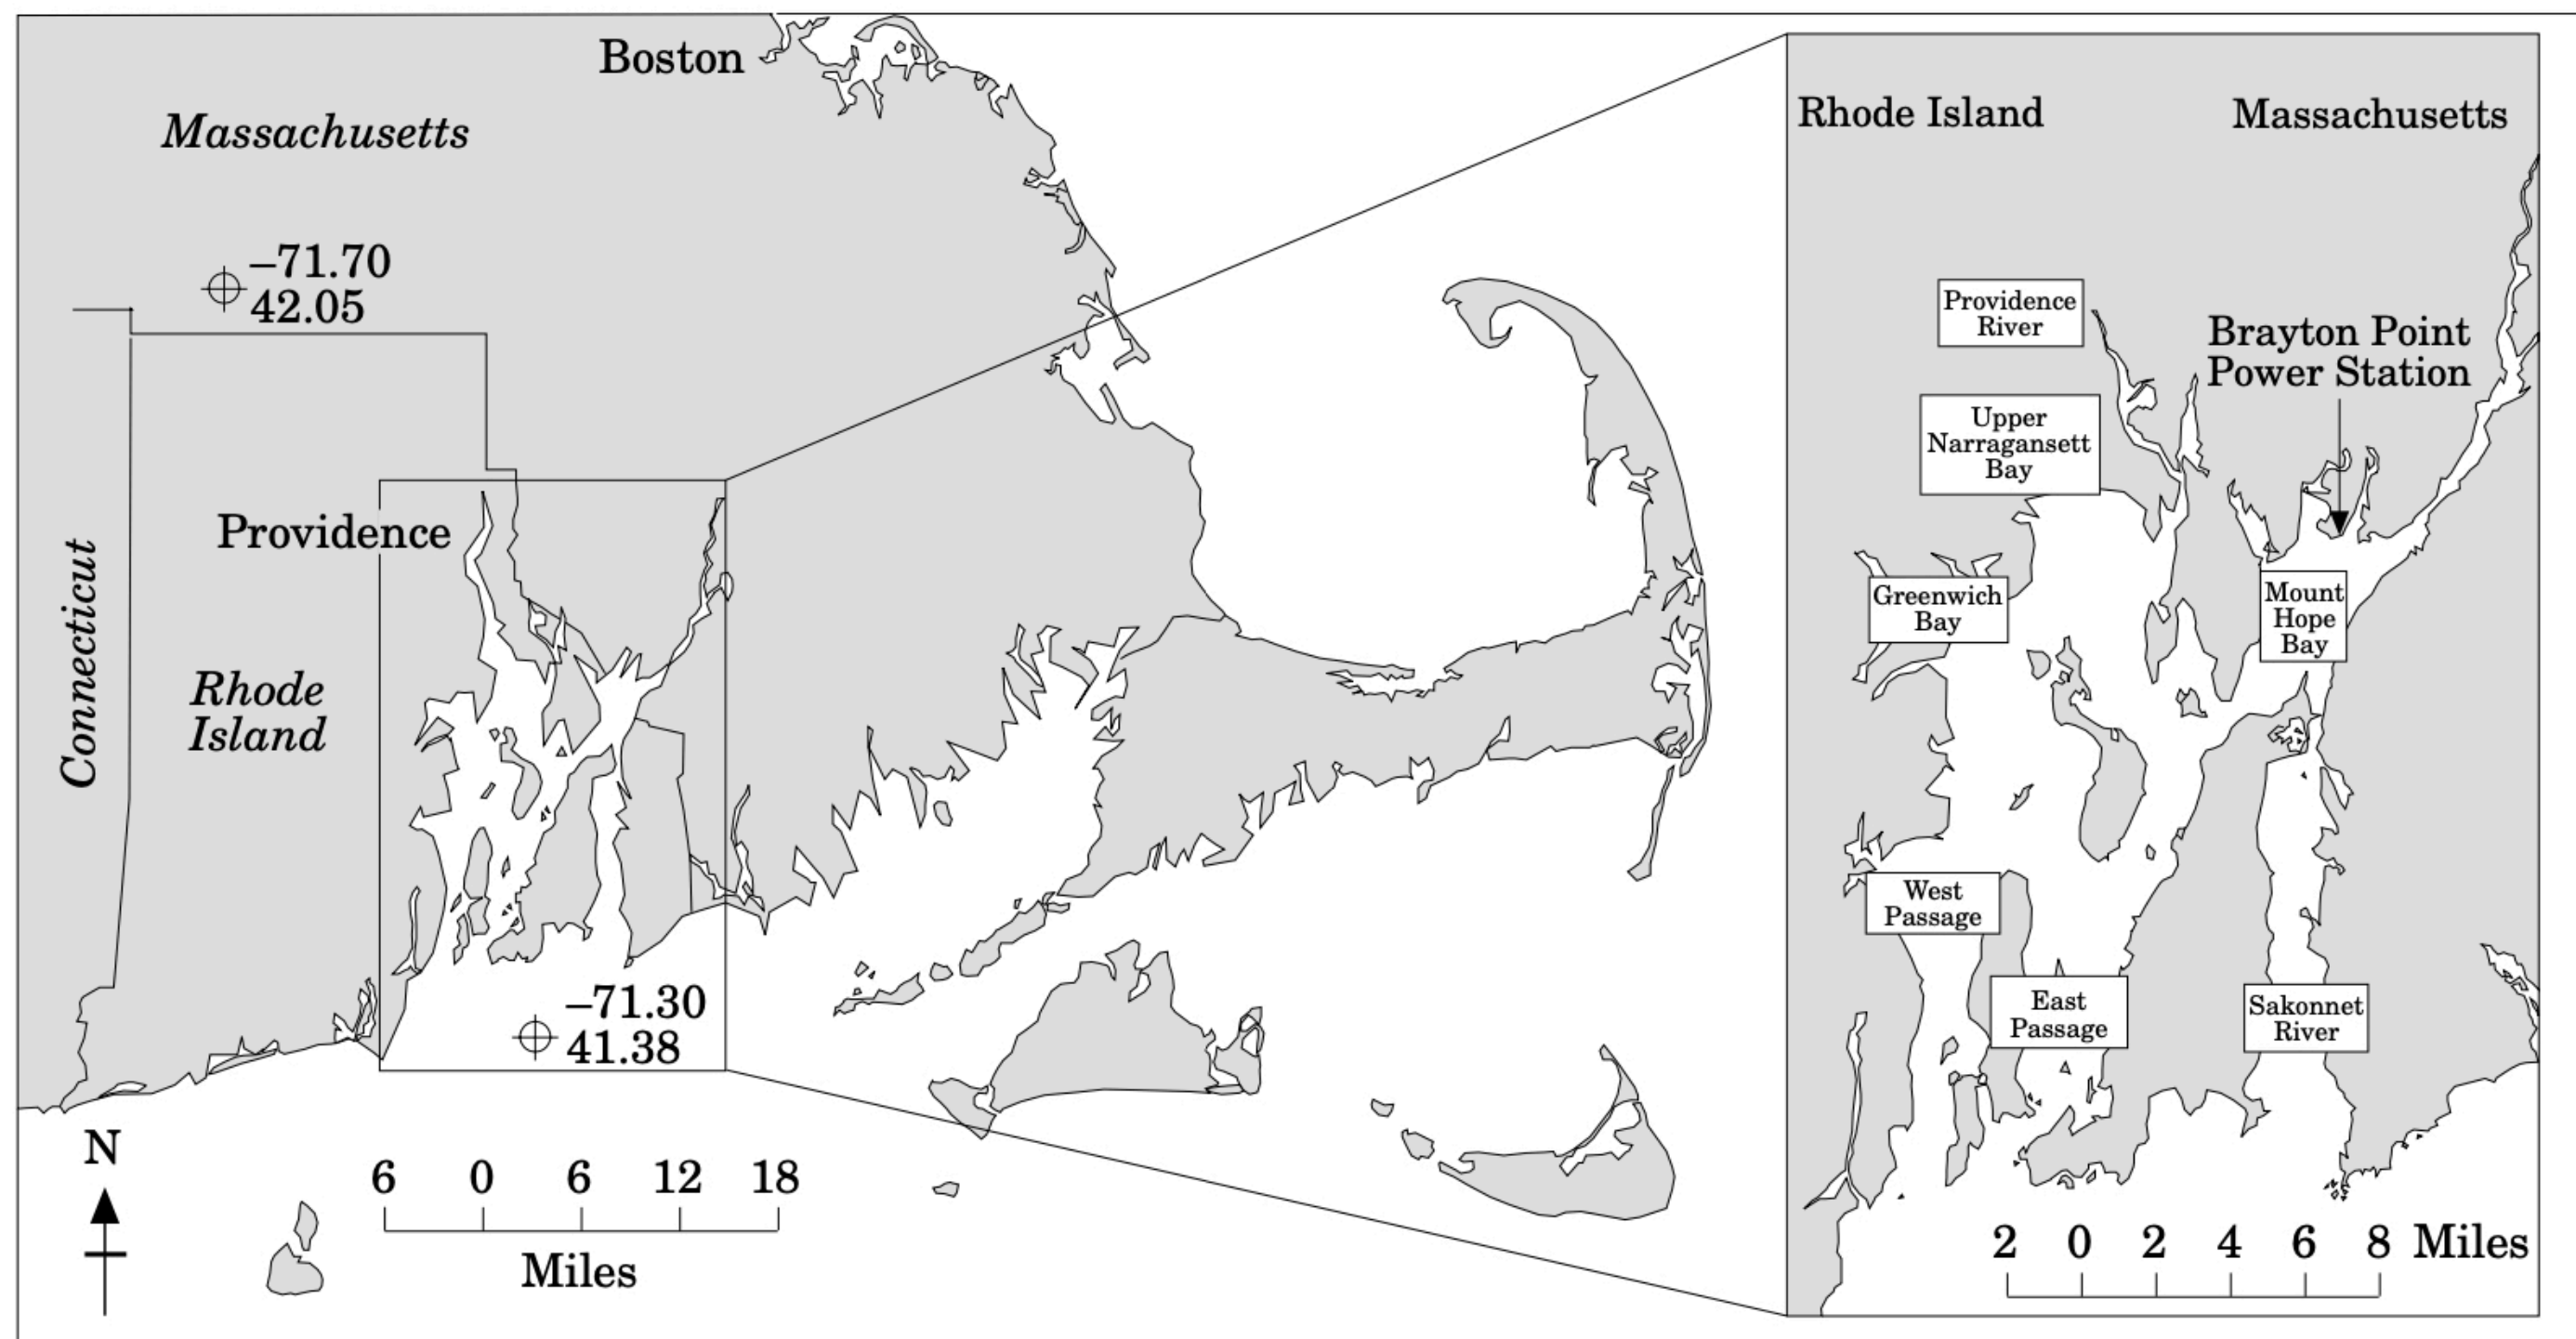 Boston
Massachusetts
–71.70
42.05
Providence
Connecticut
Rhode
Island
–71.30
41.38
N
6 0 6 12 18
Miles
Rhode Island
Massachusetts
Providence
River
Brayton Point
Power Station
Upper
Narragansett
Bay
Greenwich
Bay
Mount
Hope
Bay
West
Passage
East
Passage
Sakonnet
River
2 0 2 4 6 8 Miles